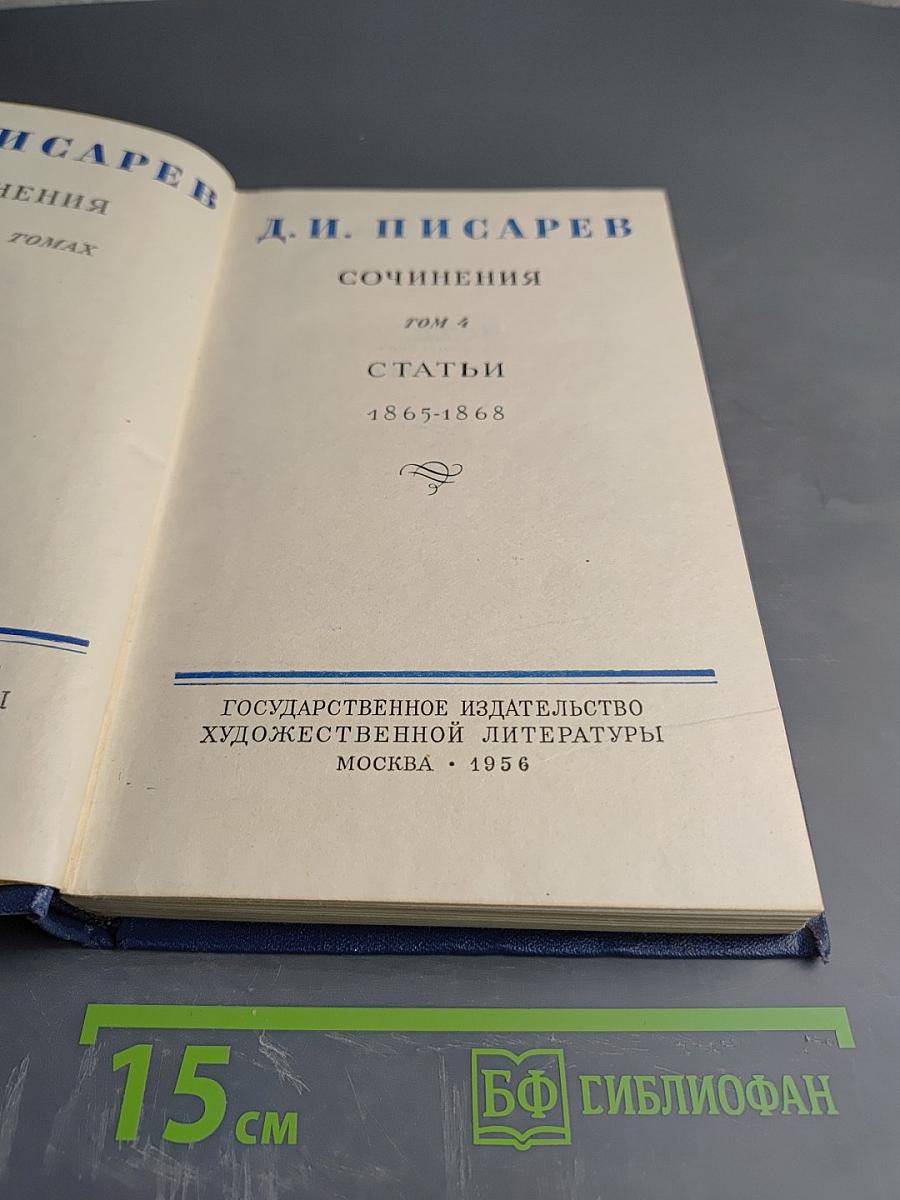 ИСАРЕВ
НЕНИЯ
ТОМАХ
Д. И. ПИСАРЕВ
СОЧИНЕНИЯ
ТОМ 4
СТАТЬИ
1865-1868
ГОСУДАРСТВЕННОЕ ИЗДАТЕЛЬСТВО
ХУДОЖЕСТВЕННОЙ ЛИТЕРАТУРЫ
МОСКВА • 1956
15 см
БФ БИБЛИОФАН